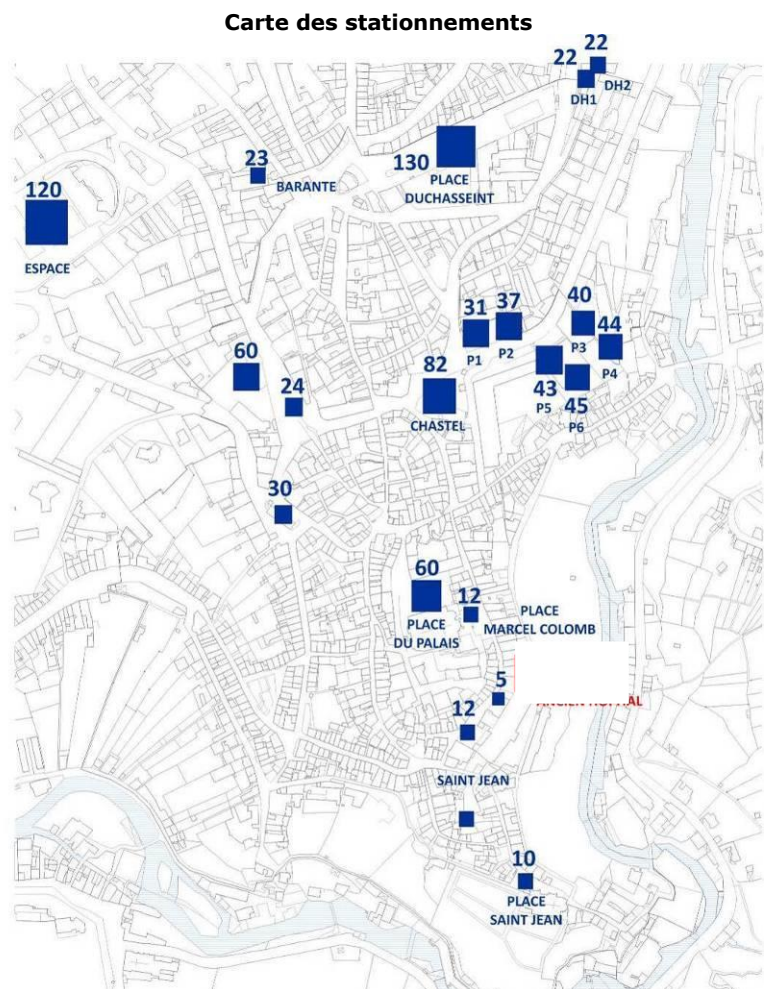 Carte des stationnements
22
22
DH2
DH1
23
BARANTE
130
PLACE
DUCHASSEINT
120
ESPACE
31
P1
37
P2
40
P3
44
P4
43
P5
45
P6
60
24
82
CHASTEL
30
60
PLACE
DU PALAIS
12
PLACE
MARCEL COLOMB
5
12
SAINT JEAN
10
PLACE
SAINT JEAN